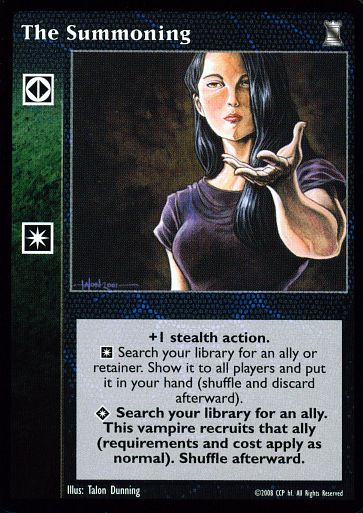 The Summoning
TALON 2001
+1 stealth action.
Search your library for an ally or
retainer. Show it to all players and put
it in your hand (shuffle and discard
afterward).
Search your library for an ally.
This vampire recruits that ally
(requirements and cost apply as
normal). Shuffle afterward.
Illus: Talon Dunning
©2008 CCP hf. All Rights Reserved